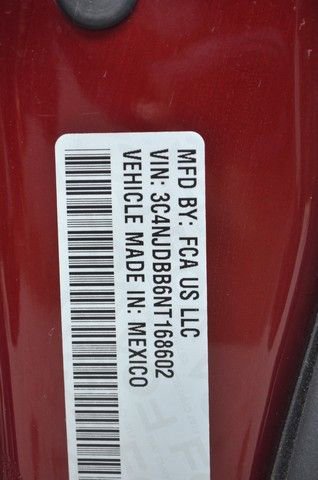 MFD BY: FCA US LLC
VIN: 3C4NJDBB6NT168602
VEHICLE MADE IN: MEXICO